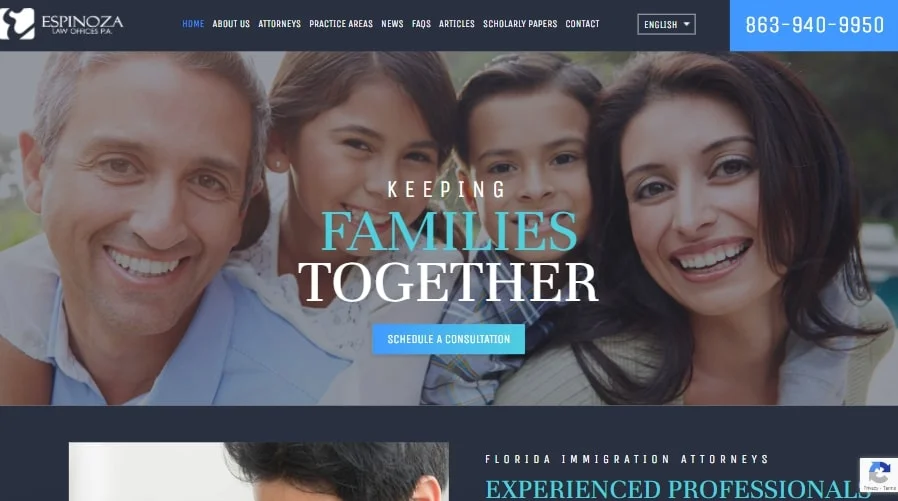 ESPINOZA
LAW OFFICES P.A.
HOME ABOUT US ATTORNEYS PRACTICE AREAS NEWS FAQS ARTICLES SCHOLARLY PAPERS CONTACT
ENGLISH
863-940-9950
KEEPING
FAMILIES
TOGETHER
SCHEDULE A CONSULTATION
FLORIDA IMMIGRATION ATTORNEYS
EXPERIENCED PROFESSIONALS
Privacy - Terms